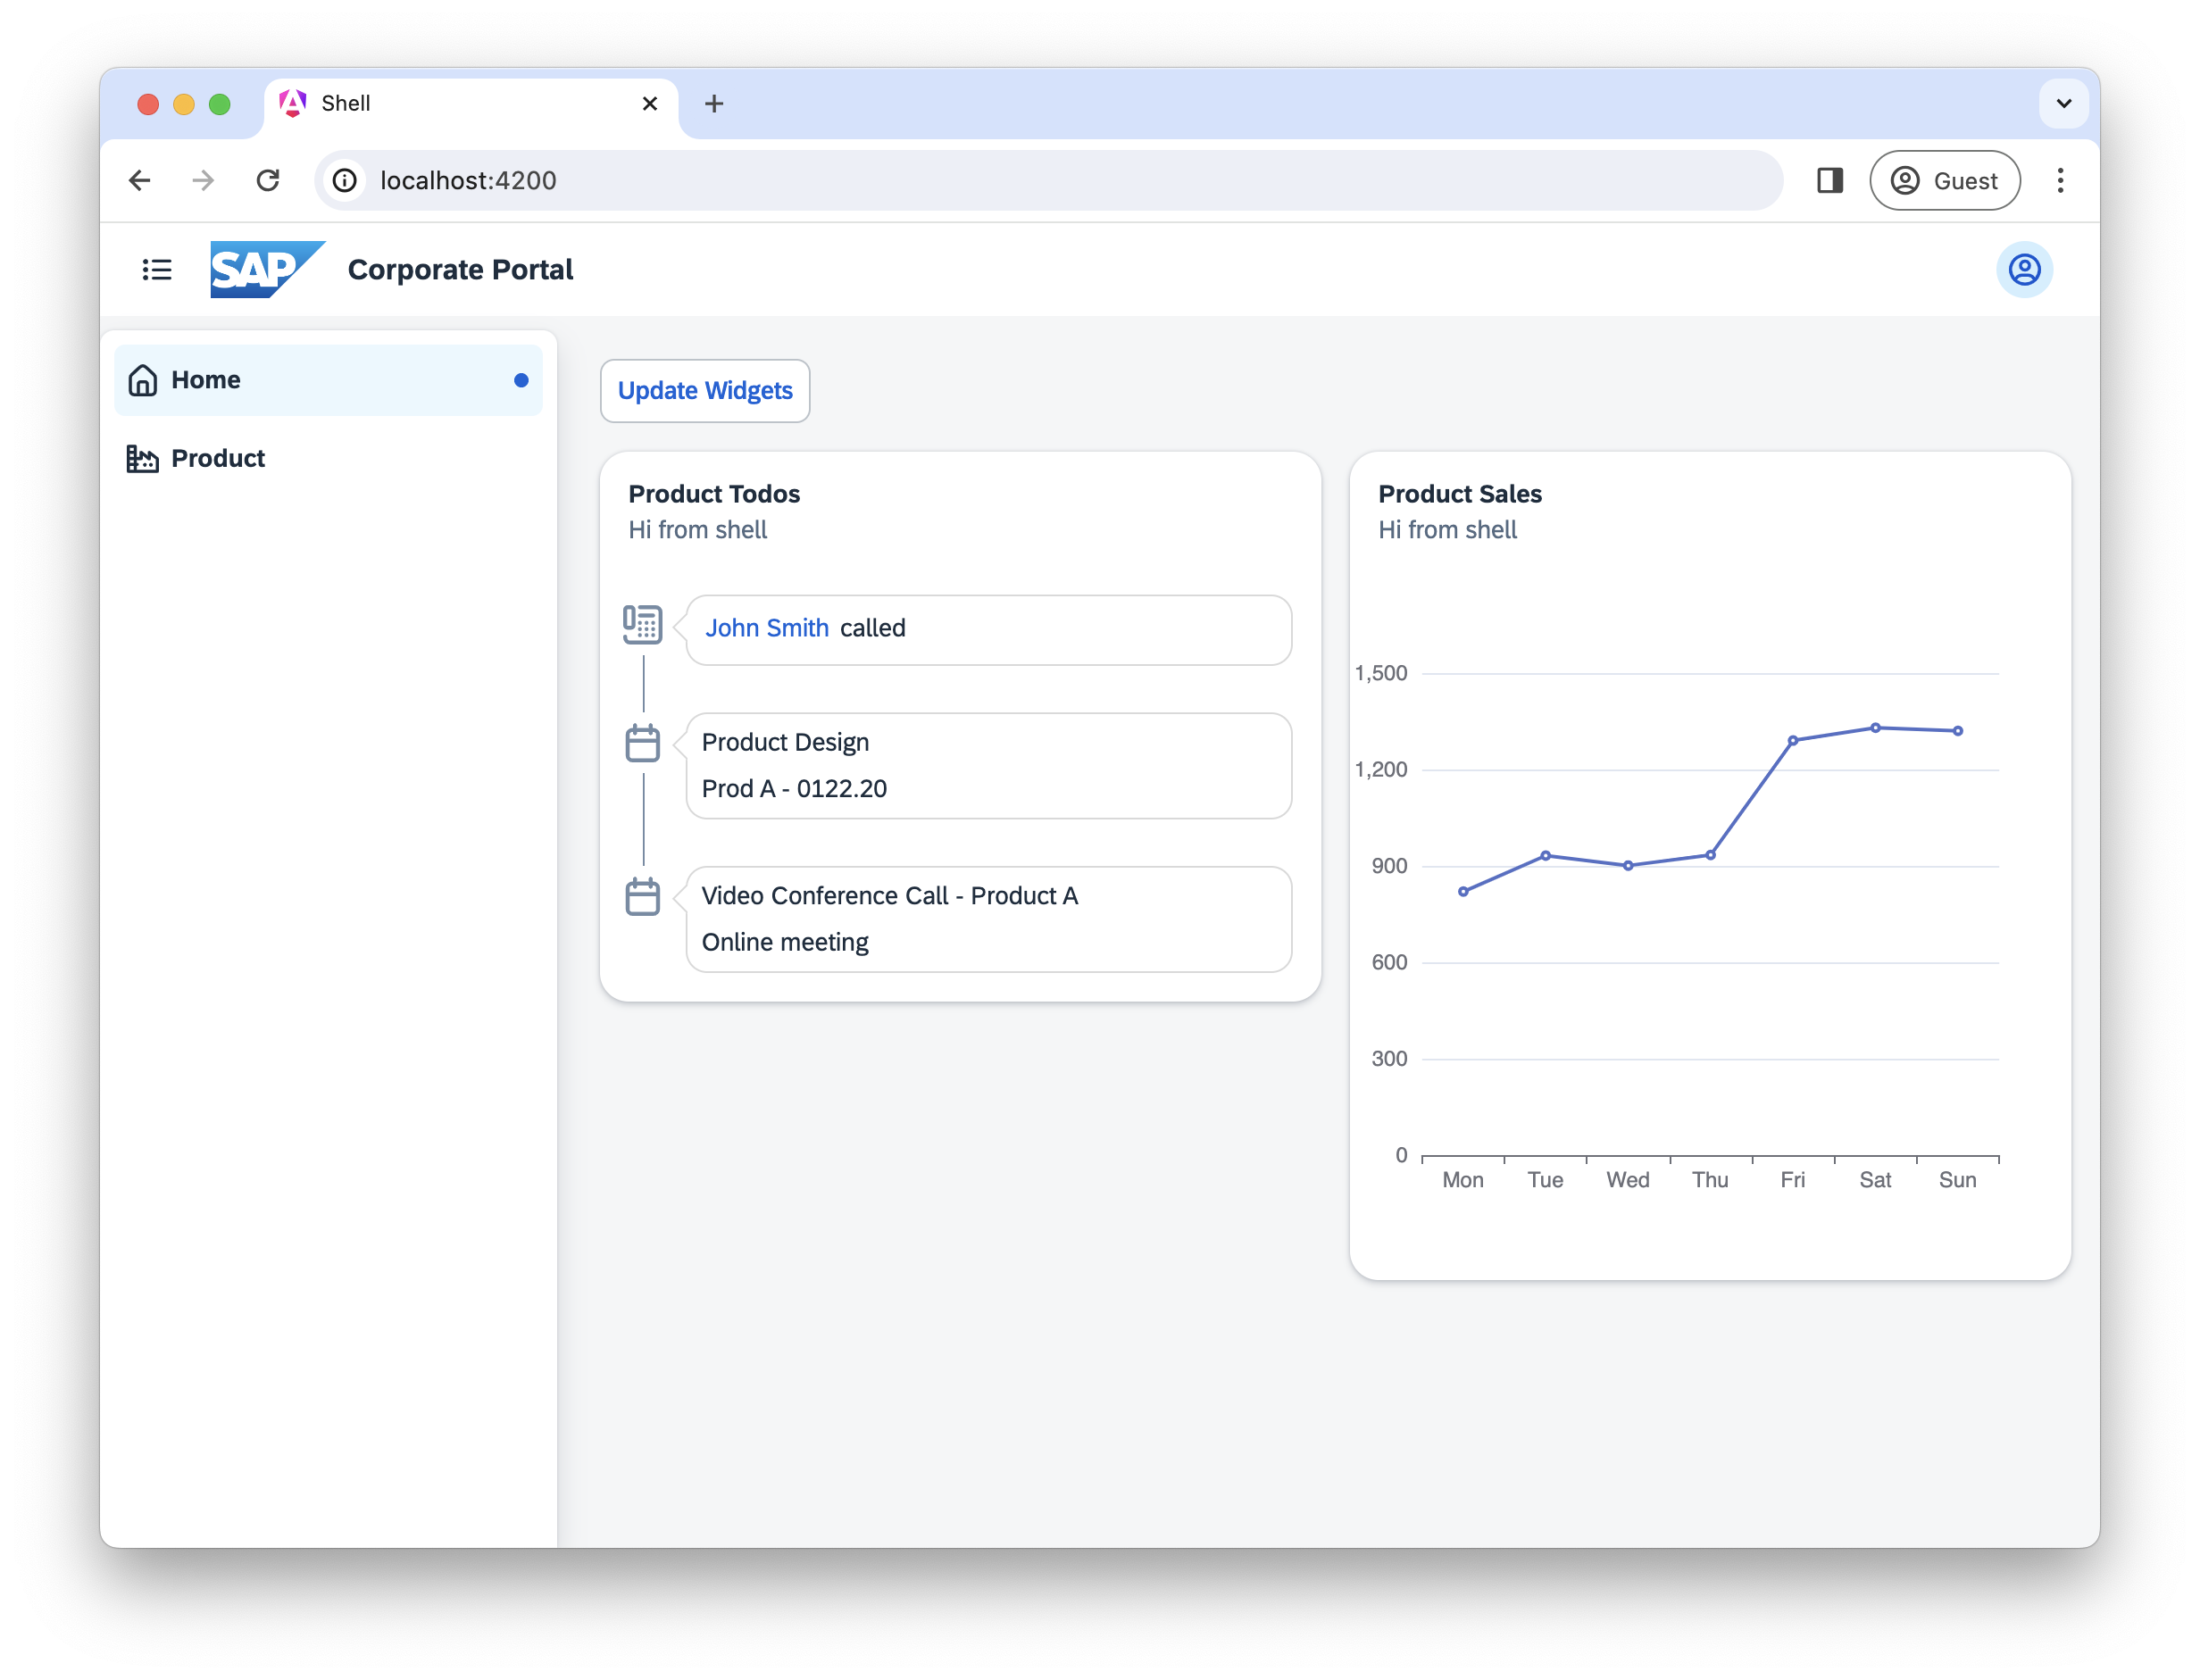 Shell
localhost:4200
Guest
SAP
Corporate Portal
Home
Product
Update Widgets
Product Todos
Hi from shell
John Smith called
Product Design
Prod A - 0122.20
Video Conference Call - Product A
Online meeting
Product Sales
Hi from shell
1,500
1,200
900
600
300
0
Mon Tue Wed Thu Fri Sat Sun